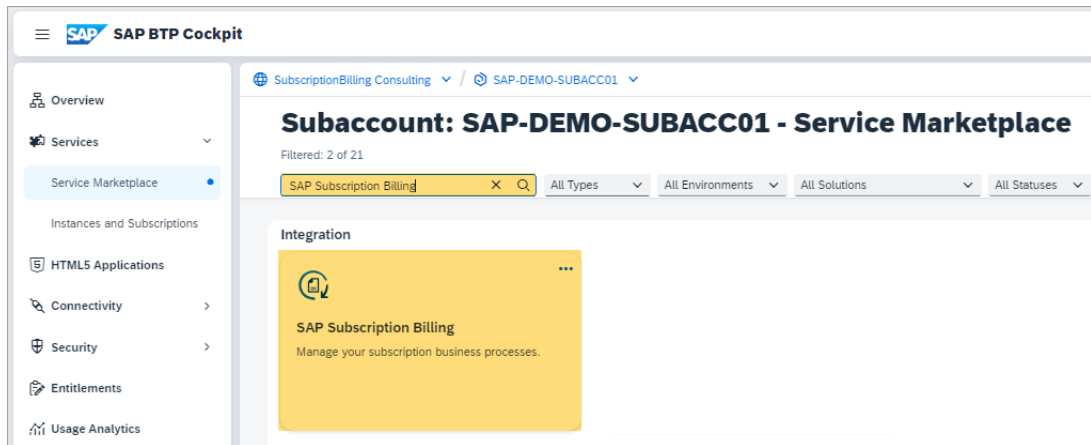 SAP SAP BTP Cockpit
SubscriptionBilling Consulting / SAP-DEMO-SUBACC01
Overview
Services
Service Marketplace
Instances and Subscriptions
HTML5 Applications
Connectivity
Security
Entitlements
Usage Analytics
Subaccount: SAP-DEMO-SUBACC01 - Service Marketplace
Filtered: 2 of 21
SAP Subscription Billing All Types All Environments All Solutions All Statuses
Integration
SAP Subscription Billing
Manage your subscription business processes.